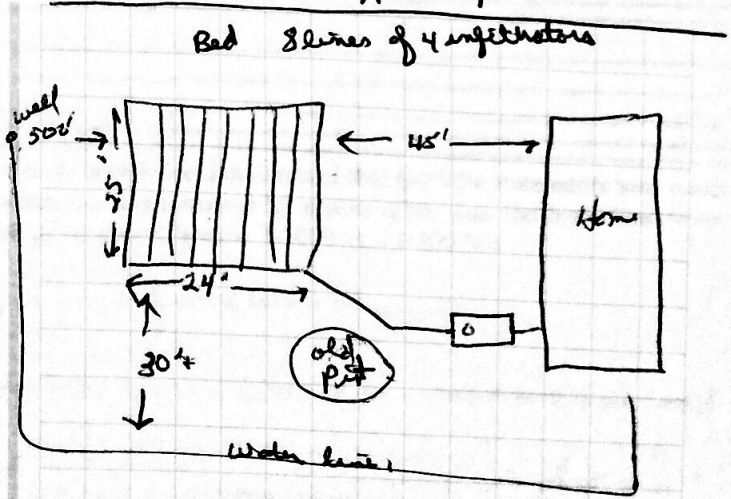 Bed 8 lines of 4 infiltrators
well
500'
45'
25'
Home
24'
30'+
old
Pit
Water line